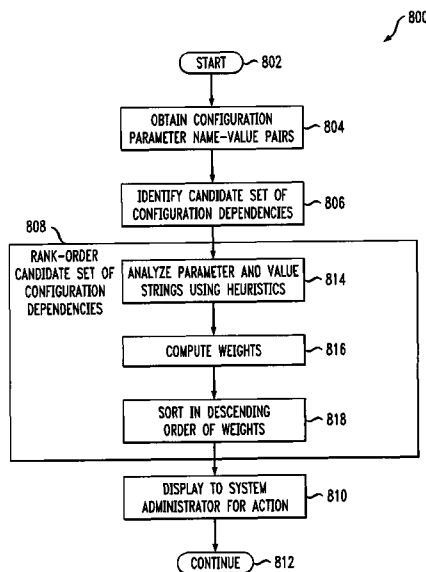 800
START 802
OBTAIN CONFIGURATION
PARAMETER NAME-VALUE PAIRS 804
IDENTIFY CANDIDATE SET OF
CONFIGURATION DEPENDENCIES 806
808
RANK-ORDER
CANDIDATE SET OF
CONFIGURATION
DEPENDENCIES
ANALYZE PARAMETER AND VALUE
STRINGS USING HEURISTICS 814
COMPUTE WEIGHTS 816
SORT IN DESCENDING
ORDER OF WEIGHTS 818
DISPLAY TO SYSTEM
ADMINISTRATOR FOR ACTION 810
CONTINUE 812